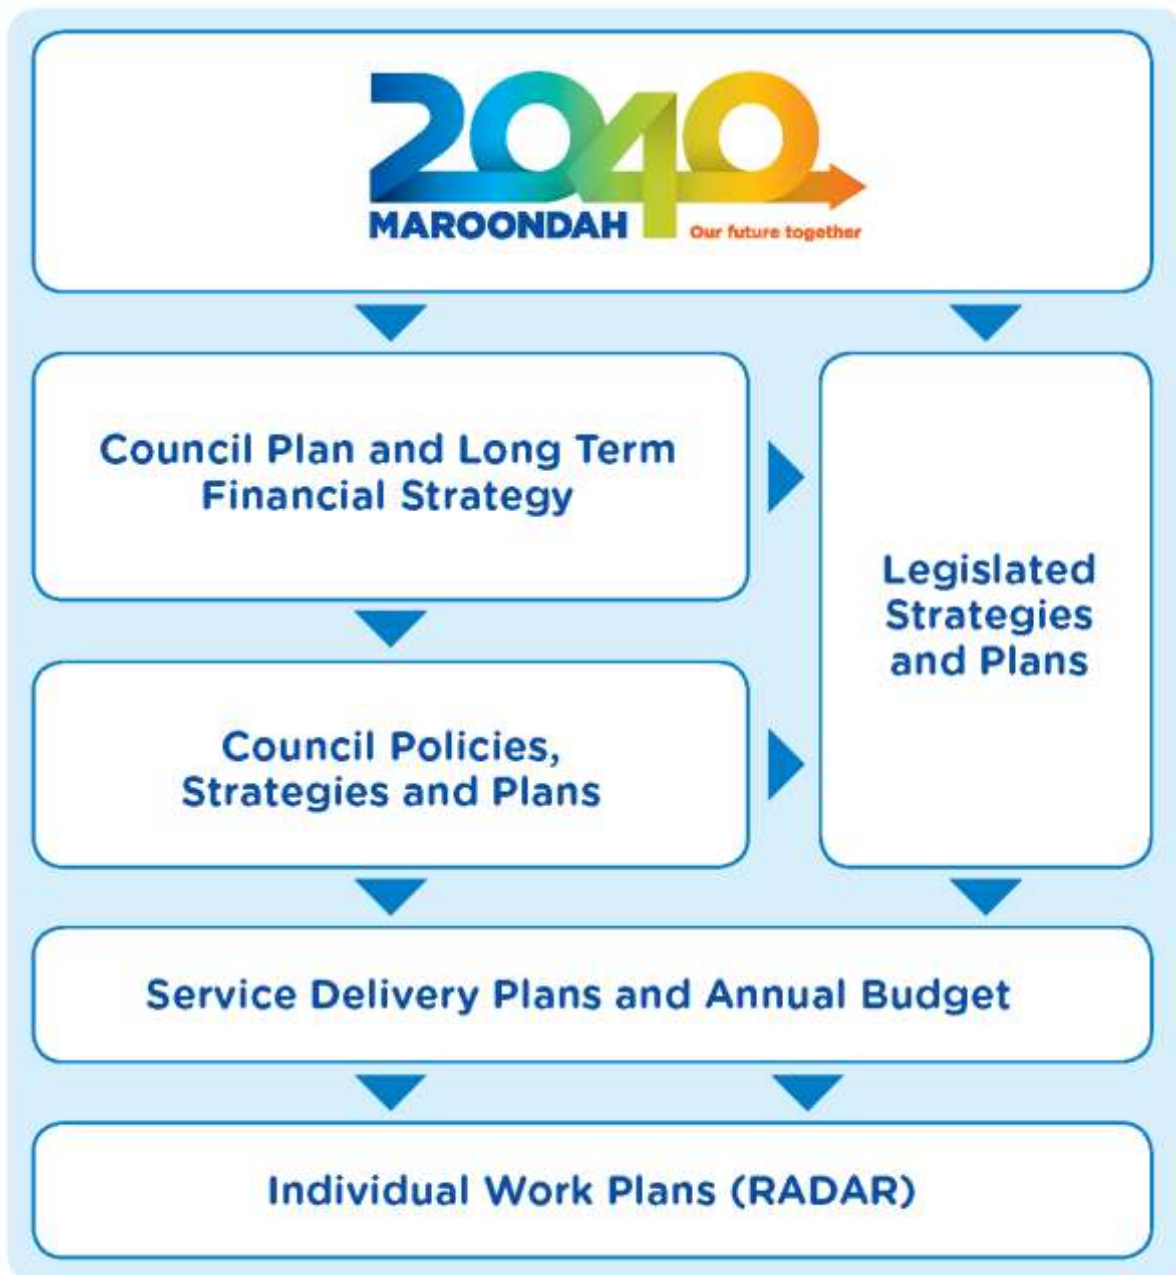 2040
MAROONDAH
Our future together
Council Plan and Long Term
Financial Strategy
Legislated
Strategies
and Plans
Council Policies,
Strategies and Plans
Service Delivery Plans and Annual Budget
Individual Work Plans (RADAR)